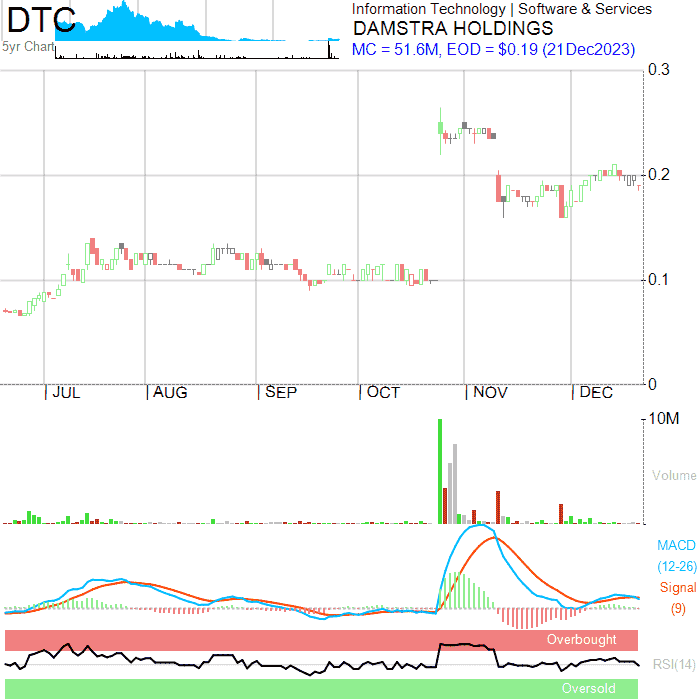 DTC
5yr Chart
Information Technology | Software & Services
DAMSTRA HOLDINGS
MC = 51.6M, EOD = $0.19 (21Dec2023)
0.3
0.2
0.1
0
JUL AUG SEP OCT NOV DEC
10M
Volume
MACD
(12-26)
Signal
(9)
Overbought
RSI(14)
Oversold